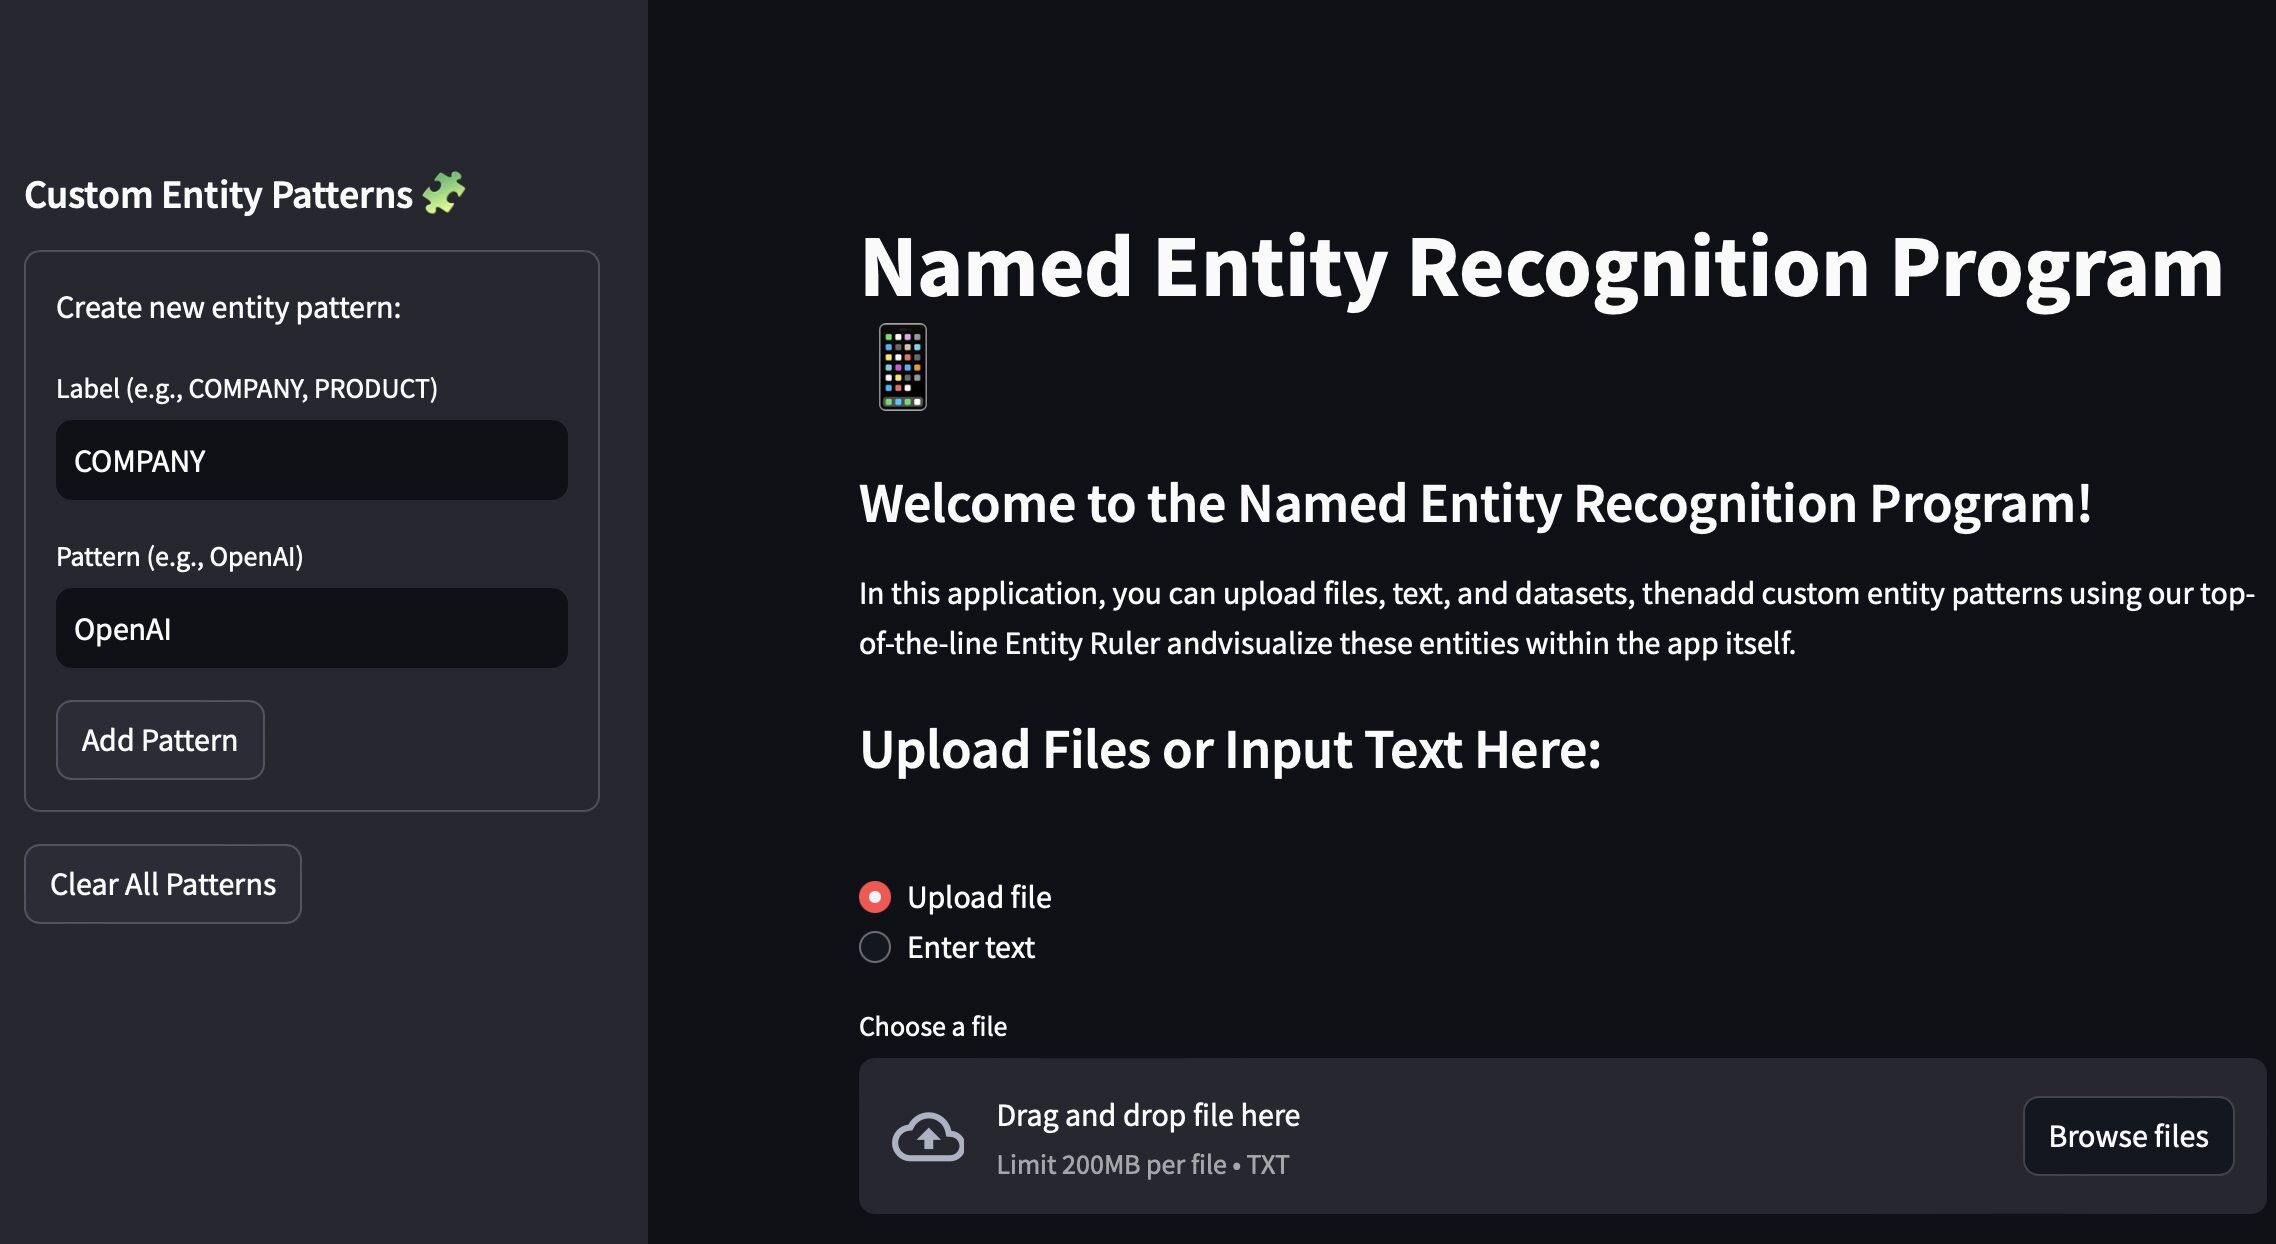 Custom Entity Patterns 🧩
Create new entity pattern:
Label (e.g., COMPANY, PRODUCT)
COMPANY
Pattern (e.g., OpenAI)
OpenAI
Add Pattern
Clear All Patterns
Named Entity Recognition Program
📱
Welcome to the Named Entity Recognition Program!
In this application, you can upload files, text, and datasets, thenadd custom entity patterns using our top-
of-the-line Entity Ruler andvisualize these entities within the app itself.
Upload Files or Input Text Here:
Upload file
Enter text
Choose a file
Drag and drop file here
Limit 200MB per file • TXT
Browse files